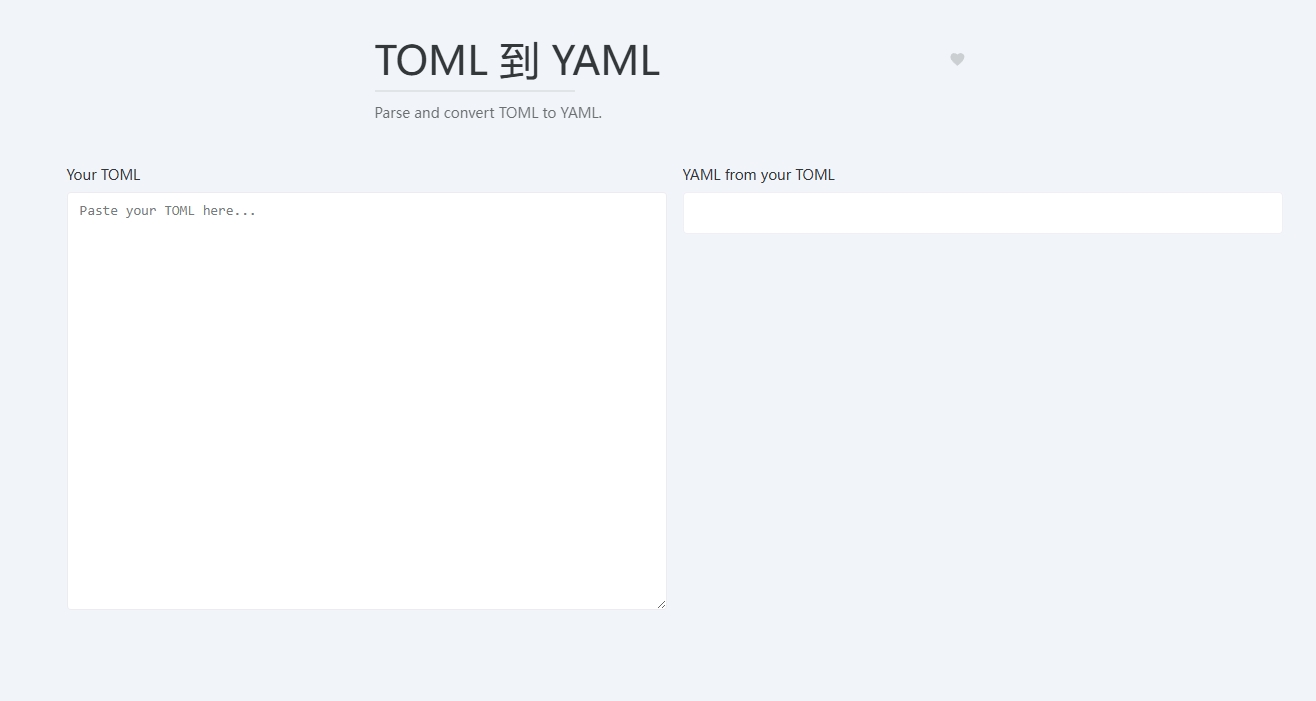 TOML 到 YAML
Parse and convert TOML to YAML.
Your TOML
Paste your TOML here...
YAML from your TOML